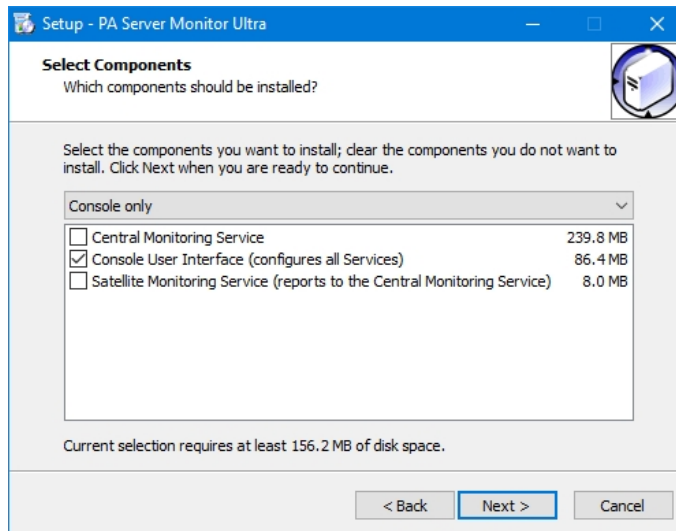 Setup - PA Server Monitor Ultra
Select Components
Which components should be installed?
Select the components you want to install; clear the components you do not want to
install. Click Next when you are ready to continue.
Console only
Central Monitoring Service 239.8 MB
Console User Interface (configures all Services) 86.4 MB
Satellite Monitoring Service (reports to the Central Monitoring Service) 8.0 MB
Current selection requires at least 156.2 MB of disk space.
< Back Next > Cancel